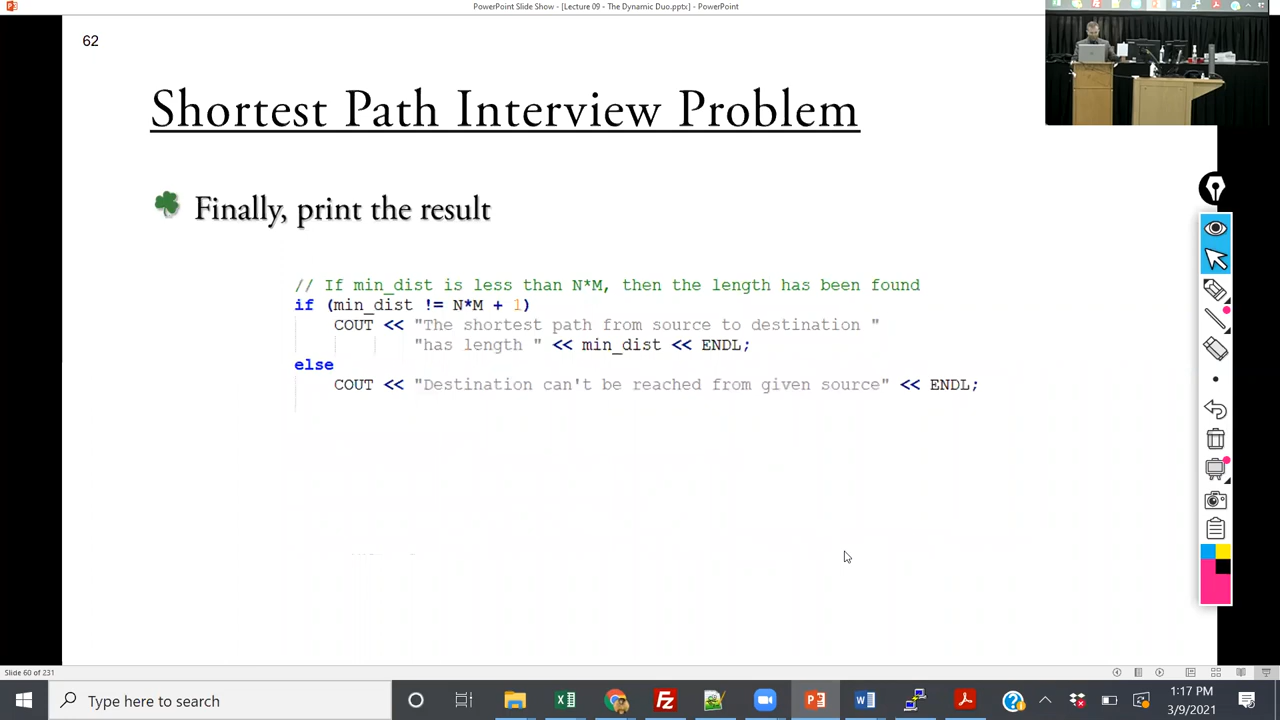 PowerPoint Slide Show - [Lecture 09 - The Dynamic Duo.pptx] - PowerPoint
62
Shortest Path Interview Problem
Finally, print the result
// If min_dist is less than N*M, then the length has been found
if (min_dist != N*M + 1)
COUT << "The shortest path from source to destination "
"has length " << min_dist << ENDL;
else
COUT << "Destination can't be reached from given source" << ENDL;
Slide 60 of 231
Type here to search
1:17 PM
3/9/2021